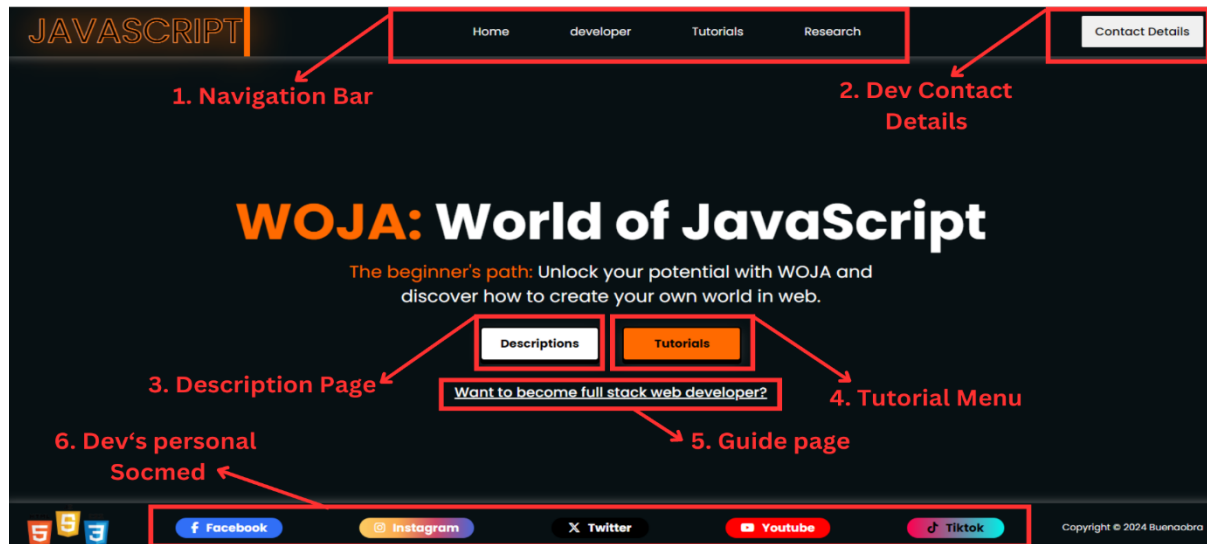 JAVASCRIPT
Home developer Tutorials Research
Contact Details
1. Navigation Bar
2. Dev Contact
Details
WOJA: World of JavaScript
The beginner's path: Unlock your potential with WOJA and
discover how to create your own world in web.
Descriptions
Tutorials
3. Description Page
4. Tutorial Menu
Want to become full stack web developer?
5. Guide page
6. Dev‘s personal
Socmed
5 S 3
Facebook
Instagram
X Twitter
Youtube
Tiktok
Copyright © 2024 Buenaobra